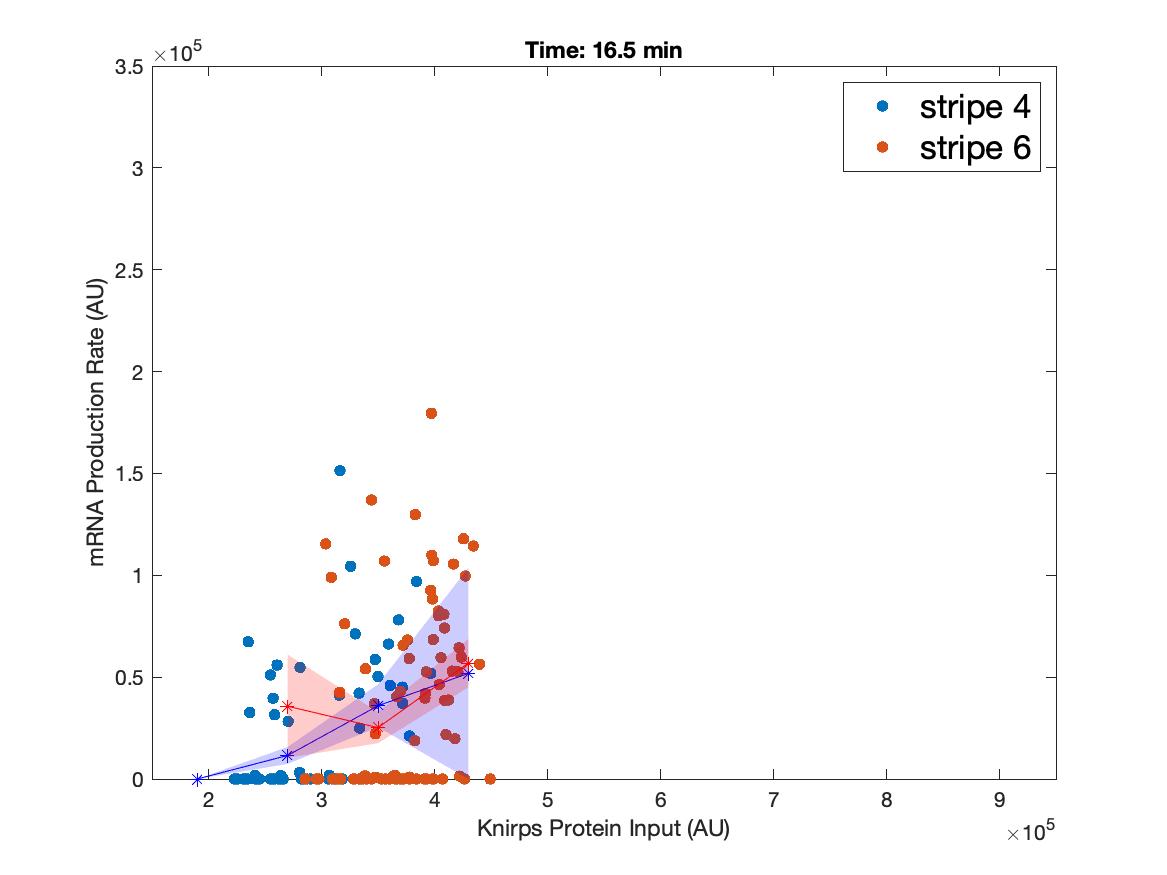 Time: 16.5 min
×10⁵
3.5
3
2.5
2
1.5
1
0.5
0
mRNA Production Rate (AU)
stripe 4
stripe 6
2 3 4 5 6 7 8 9
Knirps Protein Input (AU)
×10⁵